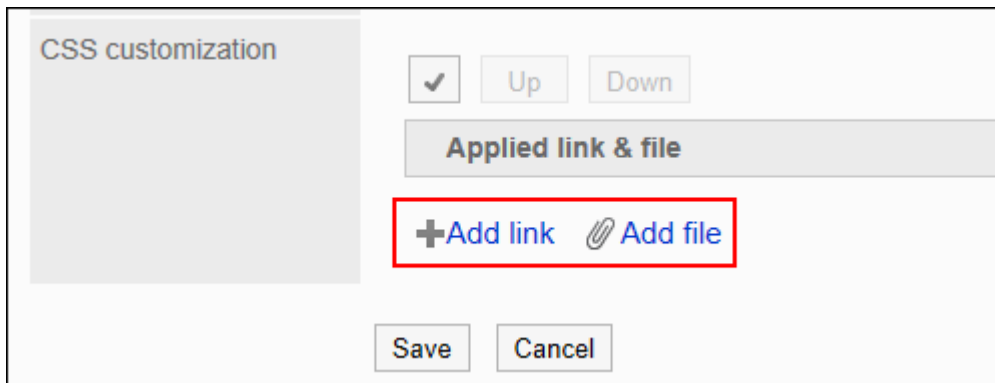 CSS customization
Up Down
Applied link & file
Add link Add file
Save Cancel